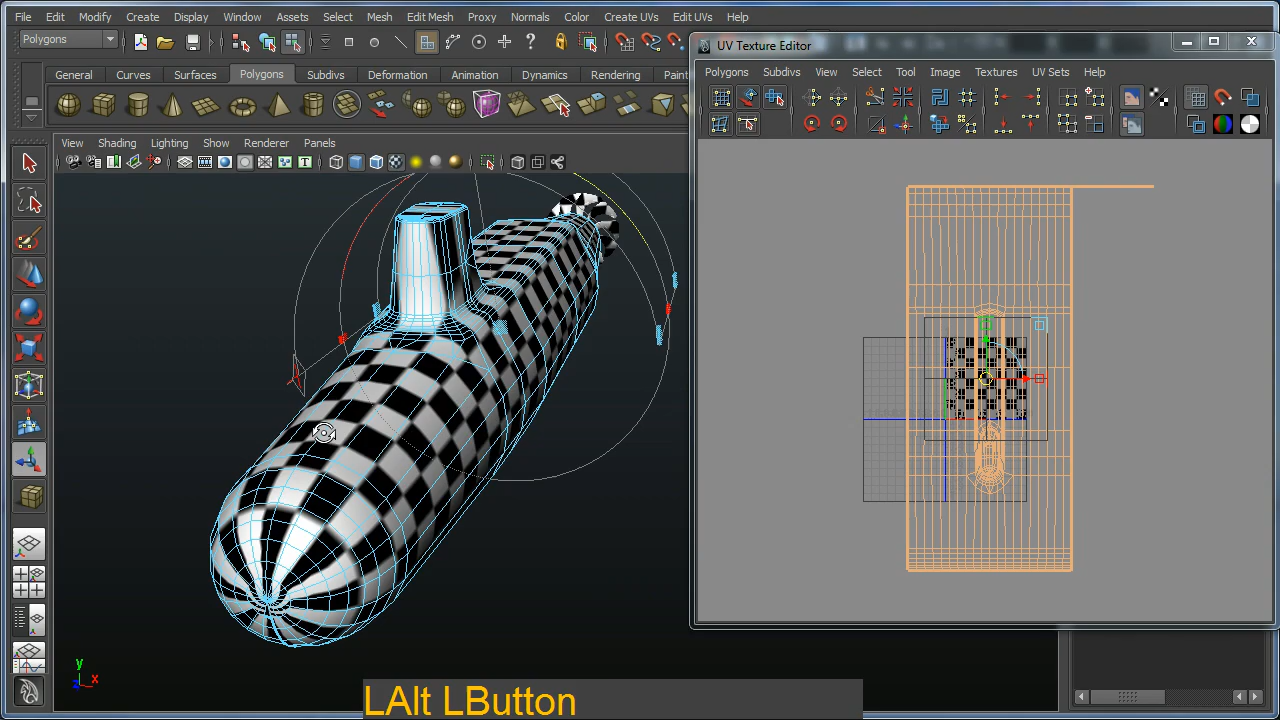 File Edit Modify Create Display Window Assets Select Mesh Edit Mesh Proxy Normals Color Create UVs Edit UVs Help
Polygons
UV Texture Editor
General Curves Surfaces Polygons Subdivs Deformation Animation Dynamics Rendering Paint
Polygons Subdivs View Select Tool Image Textures UV Sets Help
View Shading Lighting Show Renderer Panels
y
z x
LAlt LButton